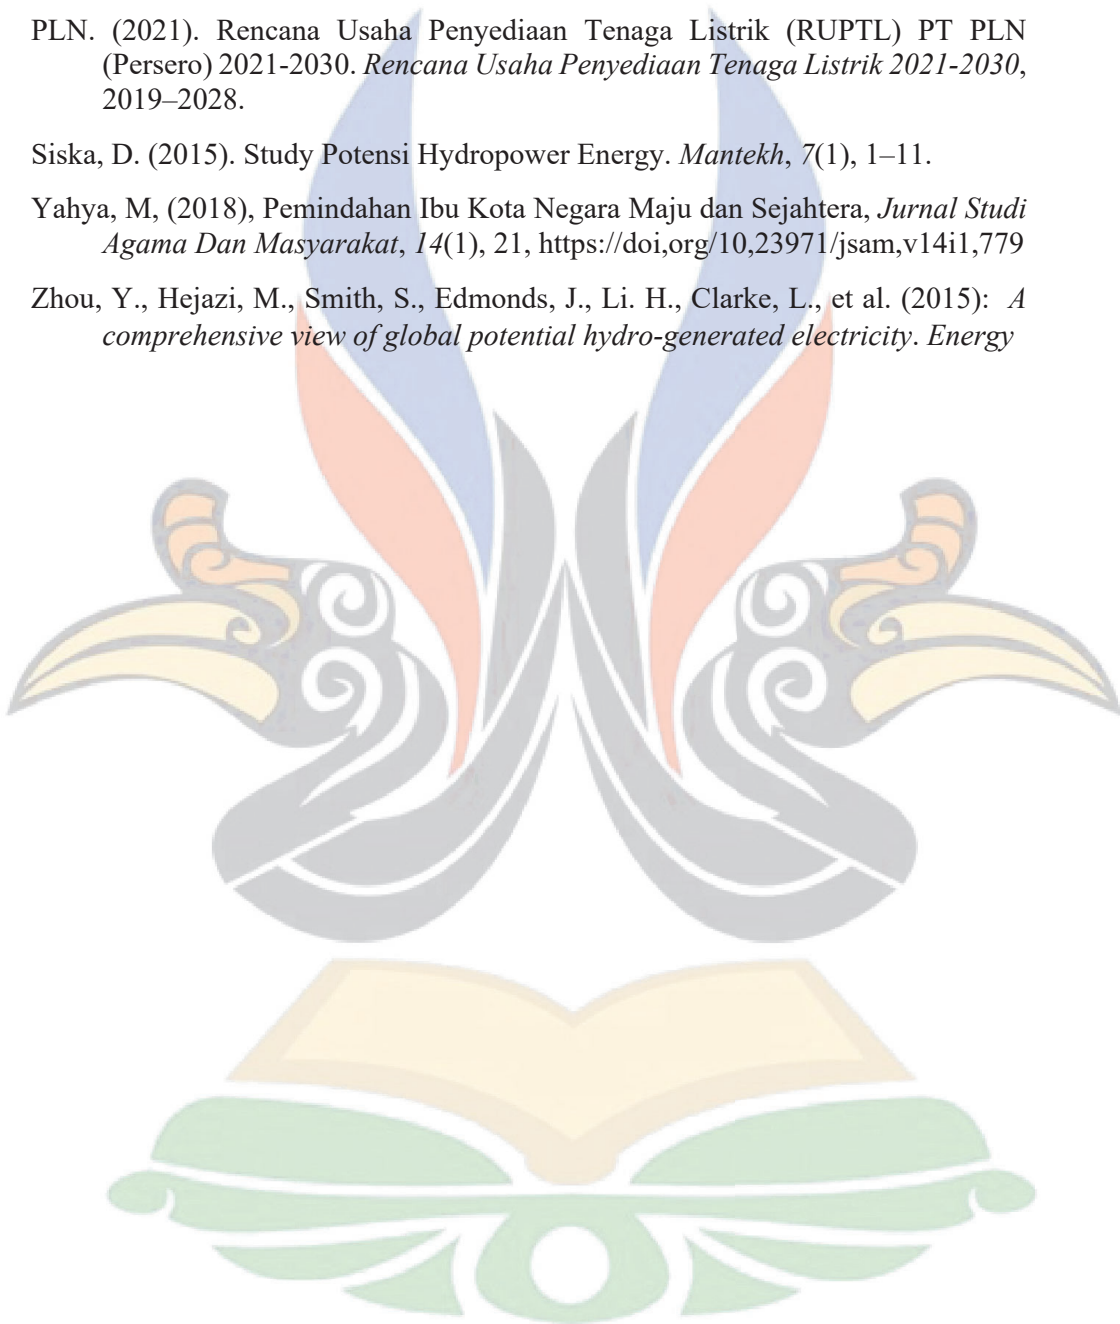 PLN. (2021). Rencana Usaha Penyediaan Tenaga Listrik (RUPTL) PT PLN
(Persero) 2021-2030. Rencana Usaha Penyediaan Tenaga Listrik 2021-2030,
2019–2028.
Siska, D. (2015). Study Potensi Hydropower Energy. Mantekh, 7(1), 1–11.
Yahya, M, (2018), Pemindahan Ibu Kota Negara Maju dan Sejahtera, Jurnal Studi
Agama Dan Masyarakat, 14(1), 21, https://doi,org/10,23971/jsam,v14i1,779
Zhou, Y., Hejazi, M., Smith, S., Edmonds, J., Li. H., Clarke, L., et al. (2015): A
comprehensive view of global potential hydro-generated electricity. Energy